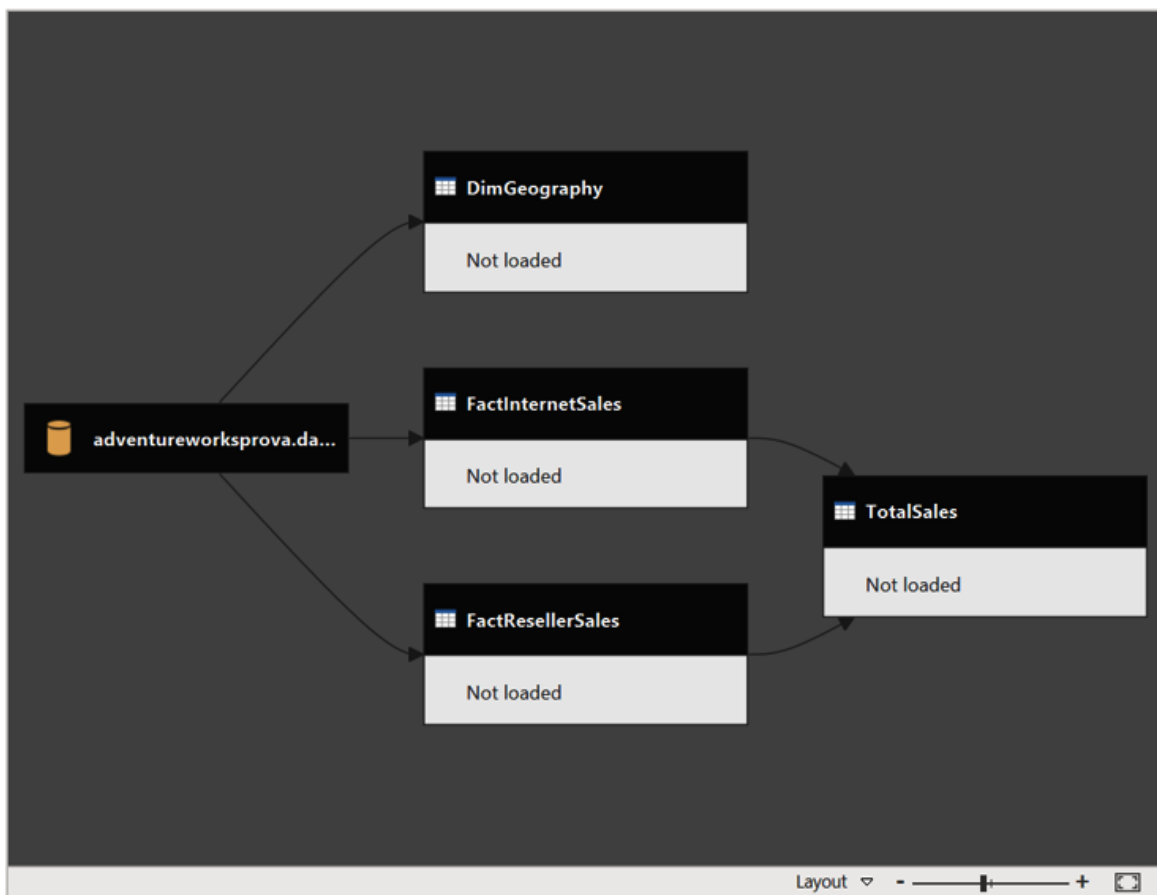 DimGeography
Not loaded
FactInternetSales
Not loaded
adventureworksprova.da...
TotalSales
Not loaded
FactResellerSales
Not loaded
Layout - +